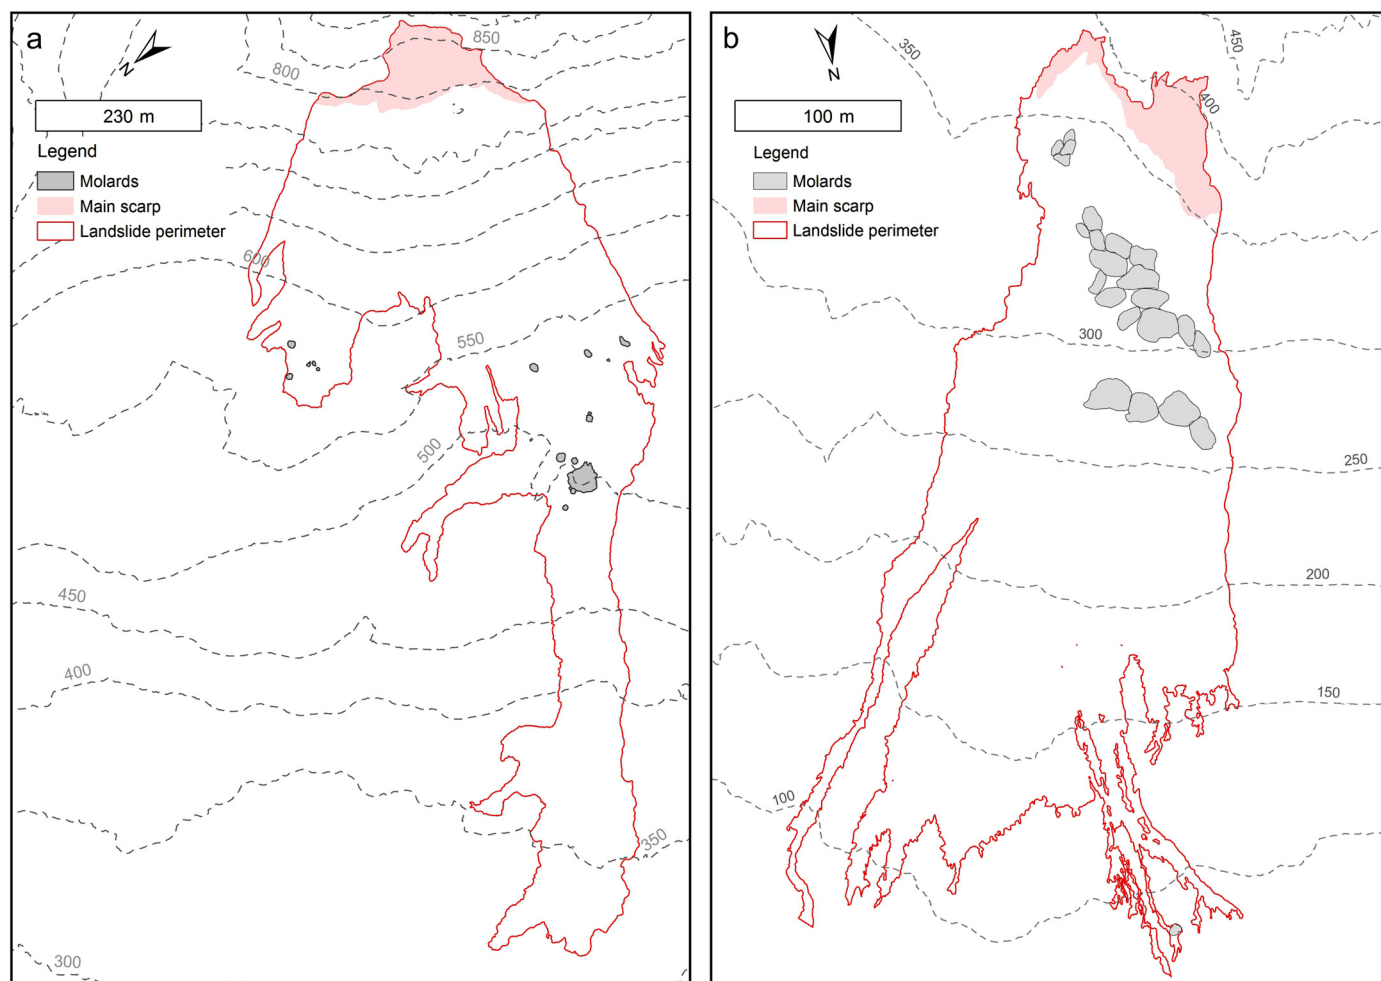 a
850
800
N
230 m
Legend
Molards
Main scarp
Landslide perimeter
600
550
500
450
400
350
300
b
350
450
N
400
100 m
Legend
Molards
Main scarp
Landslide perimeter
300
250
200
150
100